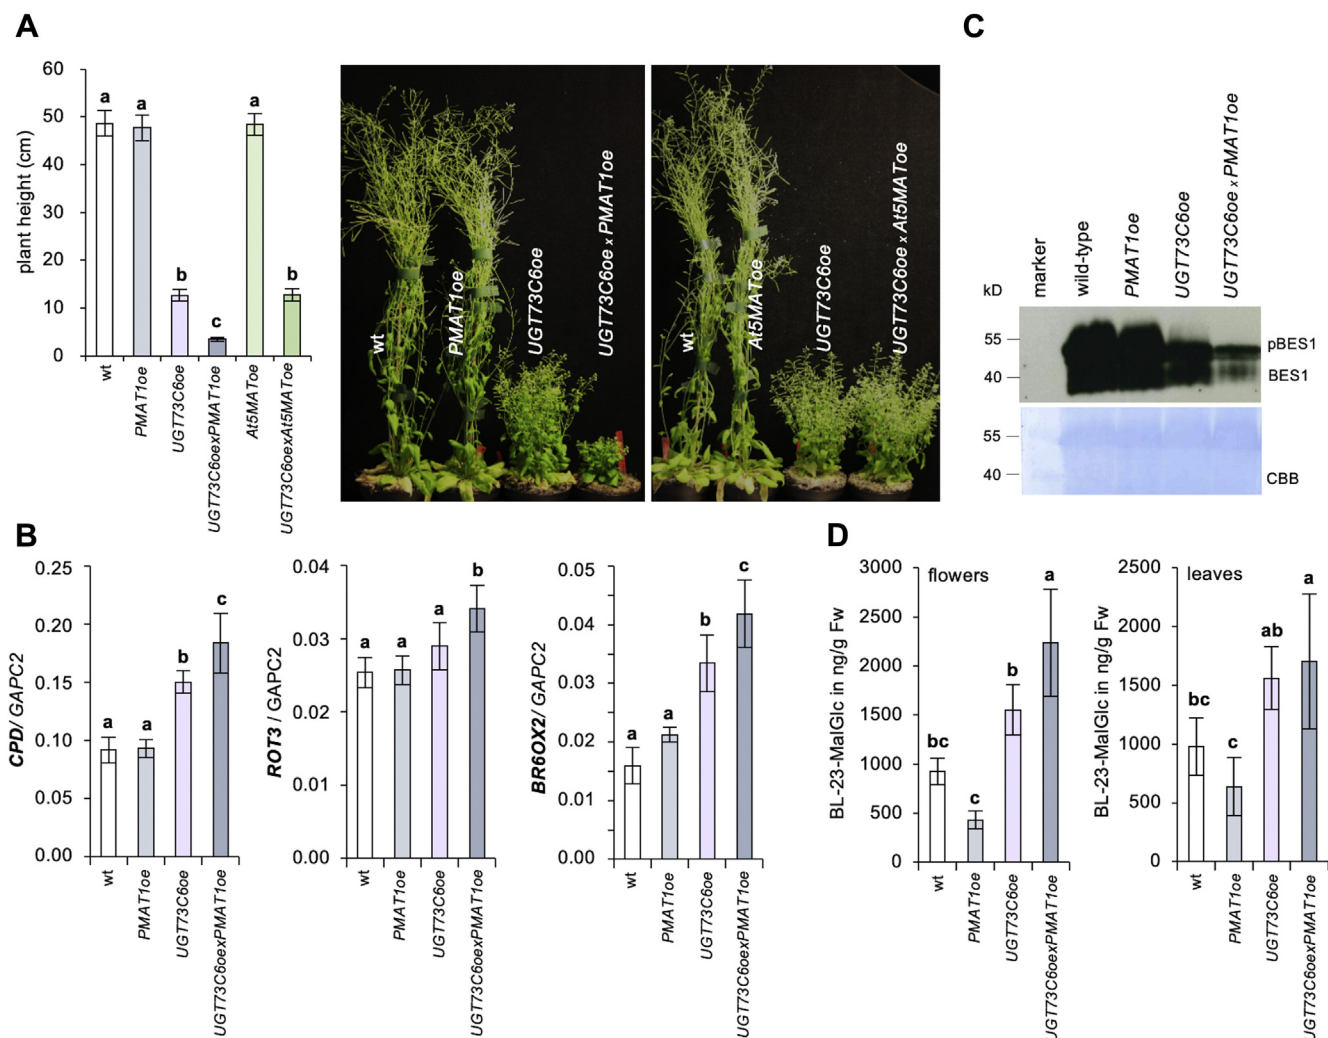 A
plant height (cm)
60
50
40
30
20
10
0
a
a
b
c
a
b
wt
PMAT1oe
UGT73C1oe
UGT73C6oexPMAT1oe
At5MAToe
UGT73C6oexAt5MAToe
wt
PMAT1oe
UGT73C6oe
UGT73C6oe x PMAT1oe
wt
At5MAToe
UGT73C6oe
UGT73C6oe x At5MAToe
C
kD
marker
wild-type
PMAT1oe
UGT73C6oe
UGT73C6oe x PMAT1oe
55
40
pBES1
BES1
55
40
CBB
B
CPD/ GAPC2
0.25
0.20
0.15
0.10
0.05
0.00
a
a
b
c
wt
PMAT1oe
UGT73C6oe
UGT73C6oexPMAT1oe
ROT3 / GAPC2
0.04
0.03
0.02
0.01
0.00
a
a
a
b
wt
PMAT1oe
UGT73C6oe
UGT73C6oexPMAT1oe
BR6OX2/ GAPC2
0.05
0.04
0.03
0.02
0.01
0.00
a
a
b
c
wt
PMAT1oe
UGT73C6oe
UGT73C6oexPMAT1oe
D
BL-23-MalGlc in ng/g Fw
3000
2500
2000
1500
1000
500
0
flowers
bc
c
b
a
wt
PMAT1oe
UGT73C6oe
UGT73C6oexPMAT1oe
BL-23-MalGlc in ng/g Fw
2500
2000
1500
1000
500
0
leaves
bc
c
ab
a
wt
PMAT1oe
UGT73C6oe
UGT73C6oexPMAT1oe